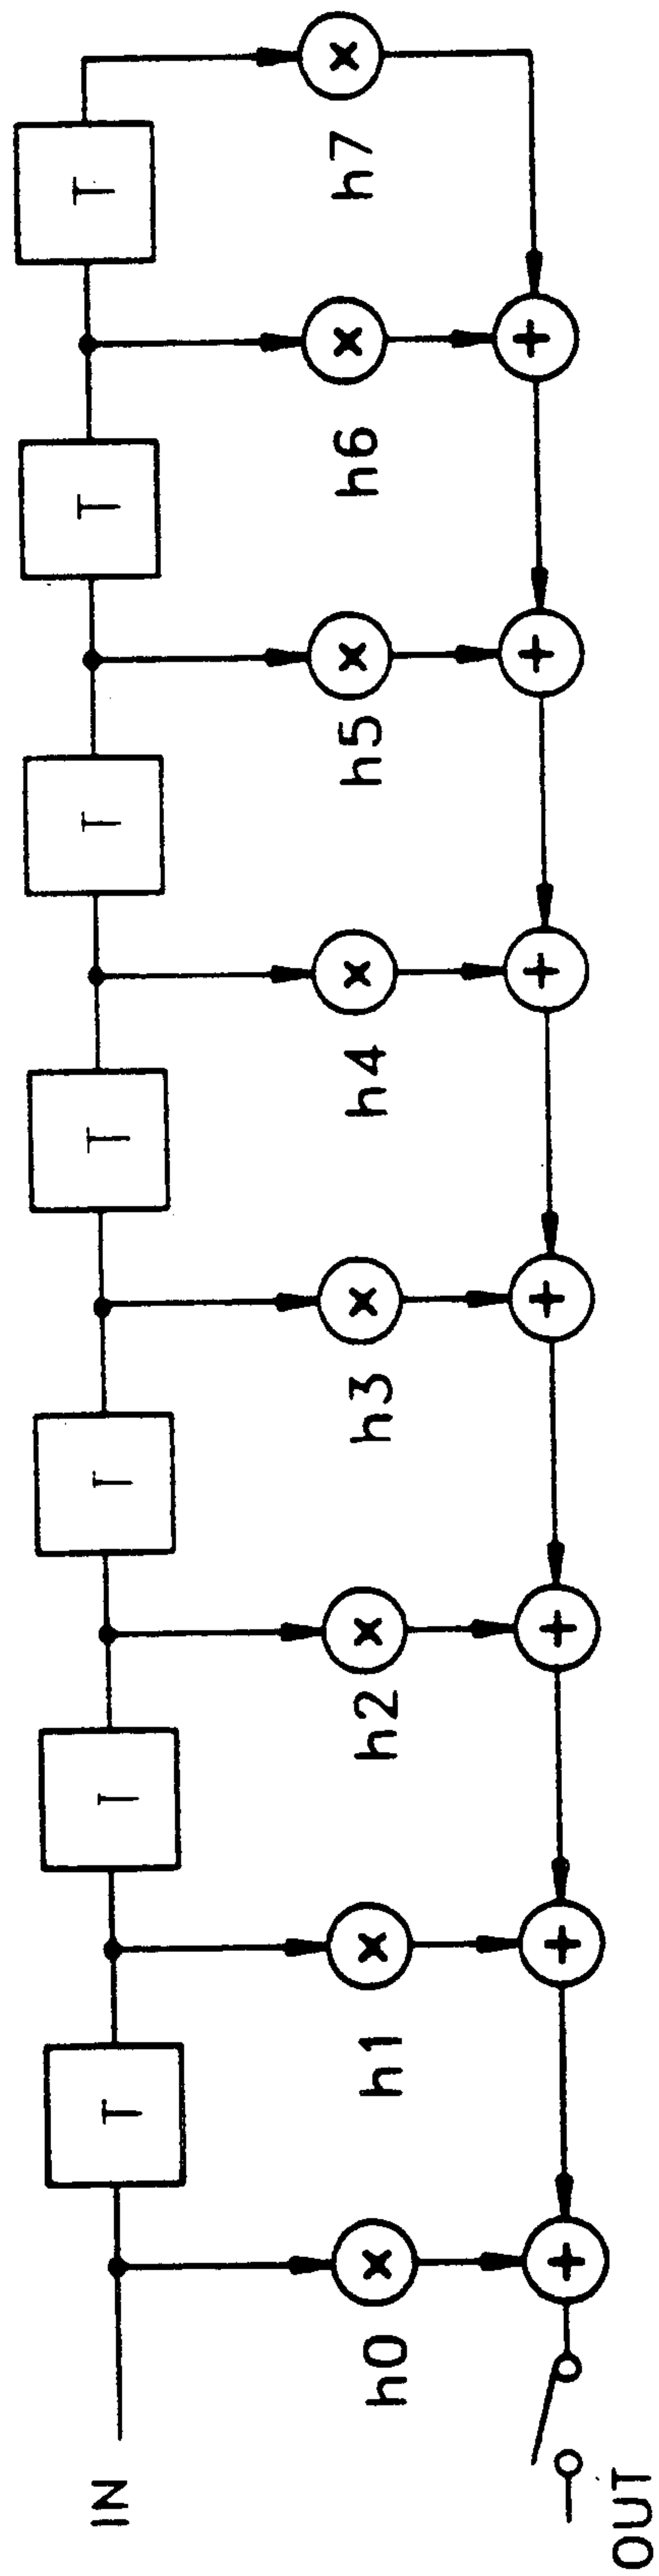 IN
T
T
T
T
T
T
T
×
×
×
×
×
×
×
×
h0
h1
h2
h3
h4
h5
h6
h7
+
+
+
+
+
+
+
OUT